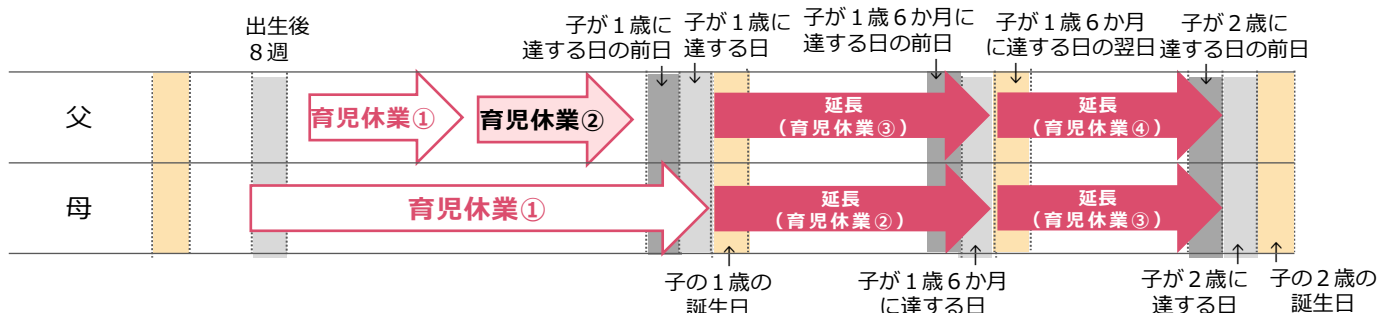 出生後
８週
子が１歳に
達する日の前日
子が１歳に
達する日
子が１歳６か月に
達する日の前日
子が１歳６か月
に達する日の翌日
子が２歳に
達する日の前日
父
育児休業①
育児休業②
延長
（育児休業③）
延長
（育児休業④）
母
育児休業①
延長
（育児休業②）
延長
（育児休業③）
子の１歳の
誕生日
子が１歳６か月
に達する日
子が２歳に
達する日
子の２歳の
誕生日